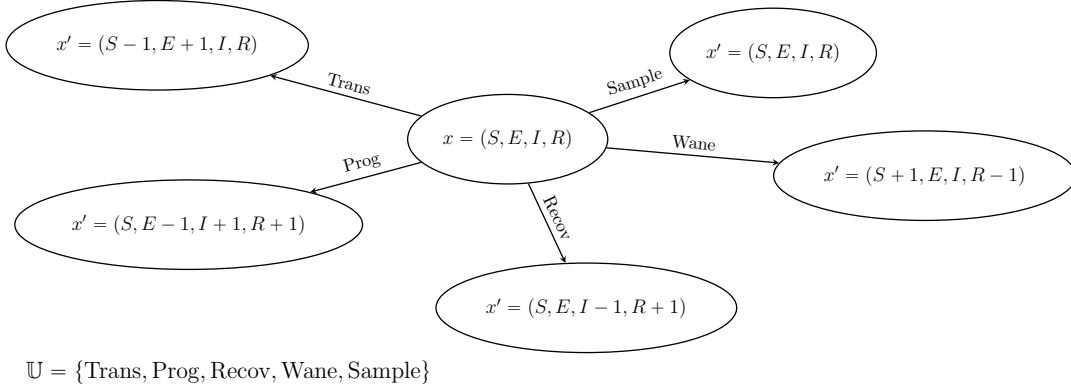 x′ = (S − 1, E + 1, I, R)
x′ = (S, E, I, R)
Trans
Sample
x = (S, E, I, R)
Wane
Prog
x′ = (S + 1, E, I, R − 1)
Recov
x′ = (S, E − 1, I + 1, R + 1)
x′ = (S, E, I − 1, R + 1)
𝕌 = {Trans, Prog, Recov, Wane, Sample}